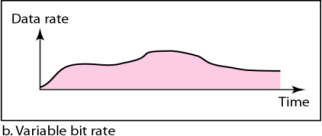 Data rate
Time
b. Variable bit rate